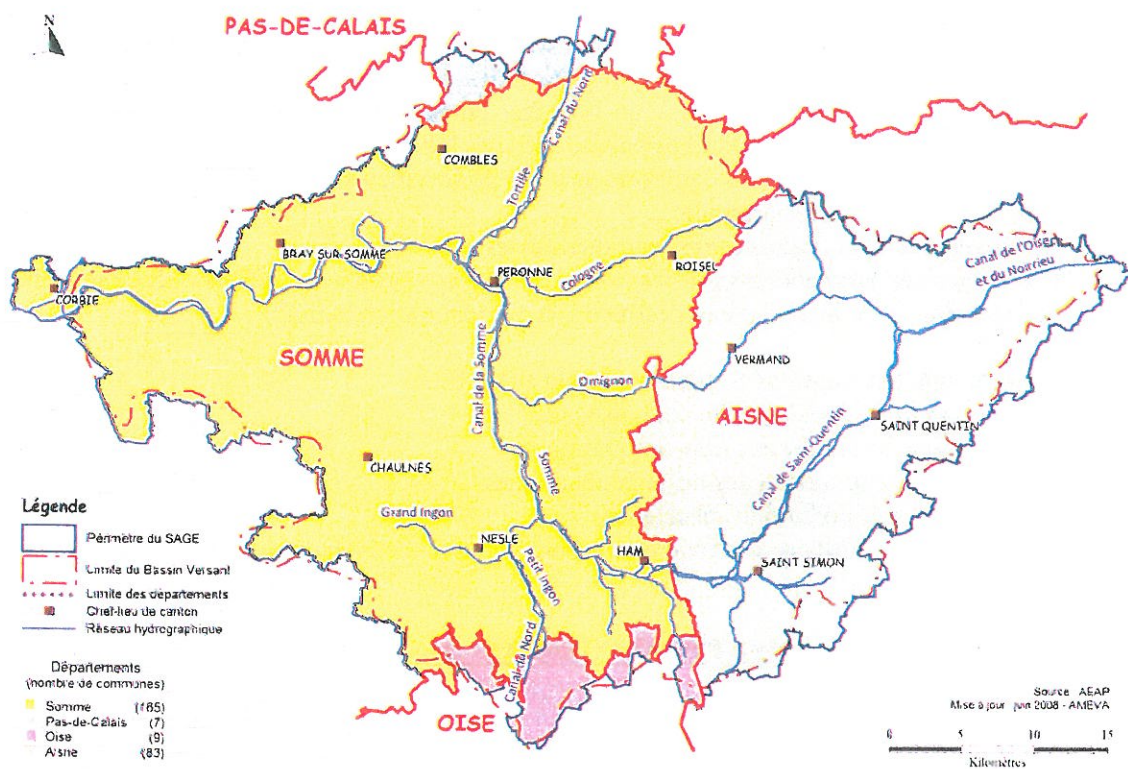 N
PAS-DE-CALAIS
Canal du Nord
COMBLES
Tortille
BRAY SUR SOMME
PERONNE
Cologne
ROISEL
Canal de l'Oise
et du Noirrieu
CORBIE
SOMME
VERMAND
Canal de la Somme
Omignon
AISNE
SAINT QUENTIN
Canal de Saint-Quentin
CHAULNES
Somme
Grand Ingon
NESLE
Petit Ingon
HAM
SAINT SIMON
Canal du Nord
OISE
Légende
Périmètre du SAGE
Limite du Bassin Versant
Limite des départements
Chef-lieu de canton
Réseau hydrographique
Départements
(nombre de communes)
Somme (165)
Pas-de-Calais (7)
Oise (9)
Aisne (83)
Source : AEAP
Mise à jour : juin 2008 - AMEVA
0 5 10 15
Kilomètres